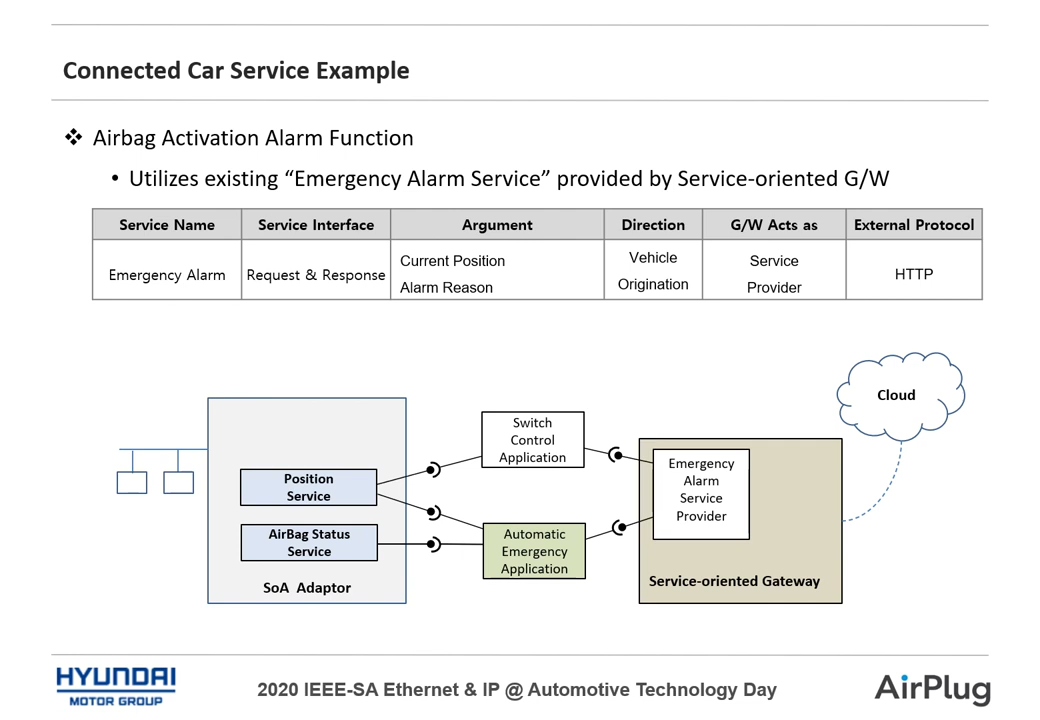 Connected Car Service Example
❖ Airbag Activation Alarm Function
• Utilizes existing “Emergency Alarm Service” provided by Service-oriented G/W
Service Name Service Interface Argument Direction G/W Acts as External Protocol
Emergency Alarm Request & Response Current Position Vehicle Service HTTP
Alarm Reason Origination Provider
Cloud
Switch
Control
Application
Emergency
Alarm
Service
Provider
Position
Service
AirBag Status
Service
Automatic
Emergency
Application
SoA Adaptor
Service-oriented Gateway
HYUNDAI
MOTOR GROUP
2020 IEEE-SA Ethernet & IP @ Automotive Technology Day
AirPlug